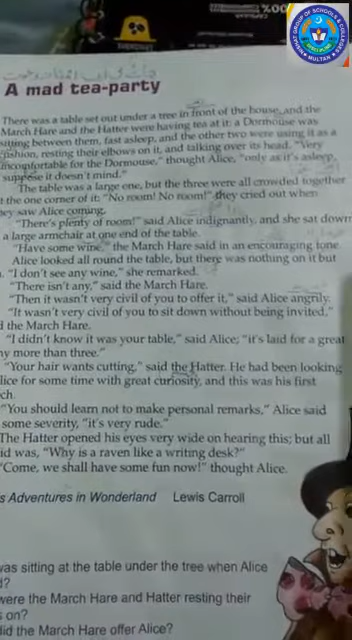 NISHAT GROUP OF SCHOOLS & COLLEGES
MULTAN
A mad tea-party
There was a table set out under a tree in front of the house, and the
March Hare and the Hatter were having tea at it: a Dormouse was
sitting between them, fast asleep, and the other two were using it as a
cushion, resting their elbows on it, and talking over its head. "Very
uncomfortable for the Dormouse," thought Alice, "only as it's asleep,
suppose it doesn't mind."
The table was a large one, but the three were all crowded together
t the one corner of it: "No room! No room!" they cried out when
hey saw Alice coming.
"There's plenty of room!" said Alice indignantly, and she sat down
a large armchair at one end of the table.
"Have some wine," the March Hare said in an encouraging tone.
Alice looked all round the table, but there was nothing on it but
. "I don't see any wine," she remarked.
"There isn't any," said the March Hare.
"Then it wasn't very civil of you to offer it," said Alice angrily.
"It wasn't very civil of you to sit down without being invited,"
d the March Hare.
"I didn't know it was your table," said Alice; "it's laid for a great
ny more than three."
"Your hair wants cutting," said the Hatter. He had been looking
lice for some time with great curiosity, and this was his first
ch.
"You should learn not to make personal remarks," Alice said
some severity, "it's very rude."
The Hatter opened his eyes very wide on hearing this; but all
id was, "Why is a raven like a writing desk?"
"Come, we shall have some fun now!" thought Alice.
s Adventures in Wonderland Lewis Carroll
was sitting at the table under the tree when Alice
d?
were the March Hare and Hatter resting their
s on?
did the March Hare offer Alice?